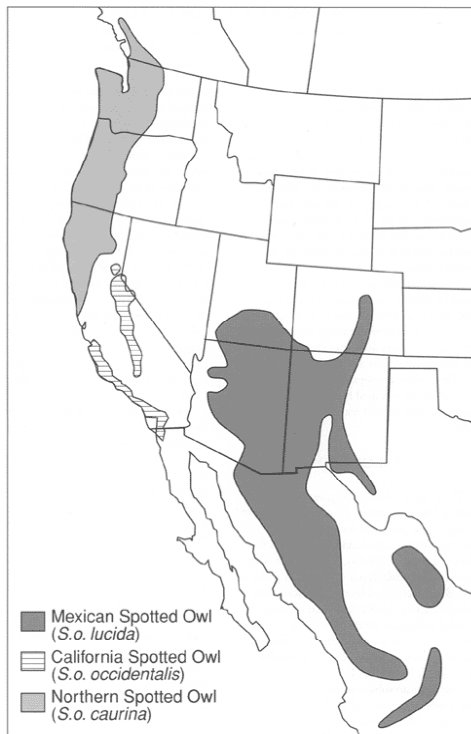 Mexican Spotted Owl
(S.o. lucida)
California Spotted Owl
(S.o. occidentalis)
Northern Spotted Owl
(S.o. caurina)